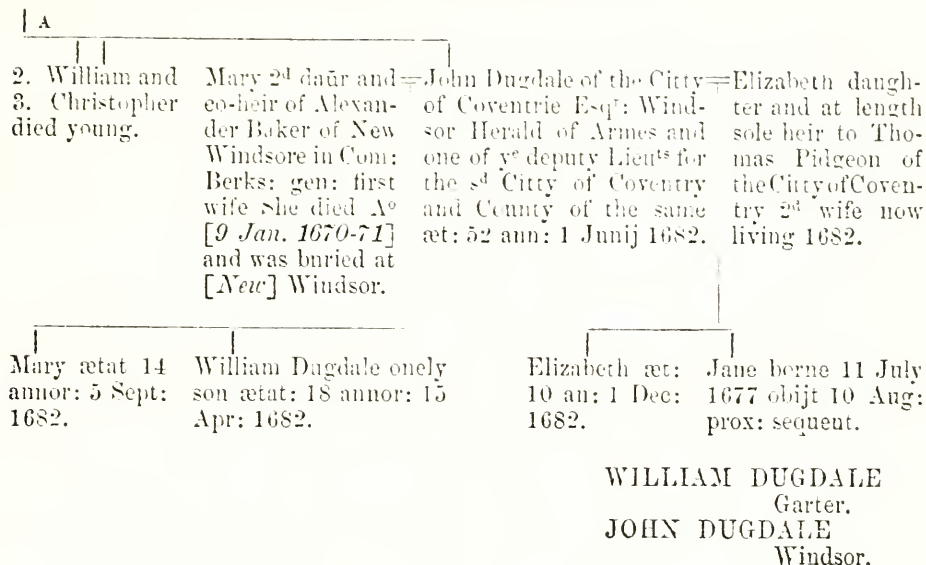 A
2. William and
3. Christopher
died young.
Mary 2d daūr and
co-heir of Alexan-
der Baker of New
Windsore in Com:
Berks: gen: first
wife she died Ao
[9 Jan. 1670-71]
and was buried at
[New] Windsor.
John Dugdale of the Citty
of Coventrie Esqr: Wind-
sor Herald of Armes and
one of ye deputy Lieuts for
the sd Citty of Coventry
and County of the same
æt: 52 ann: 1 Junij 1682.
Elizabeth daugh-
ter and at length
sole heir to Tho-
mas Pidgeon of
the Citty of Coven-
try 2d wife now
living 1682.
Mary ætat 14
annor: 5 Sept:
1682.
William Dugdale onely
son ætat: 18 annor: 15
Apr: 1682.
Elizabeth æt:
10 an: 1 Dec:
1682.
Jane borne 11 July
1677 obijt 10 Aug:
prox: sequent.
WILLIAM DUGDALE
Garter.
JOHN DUGDALE
Windsor.